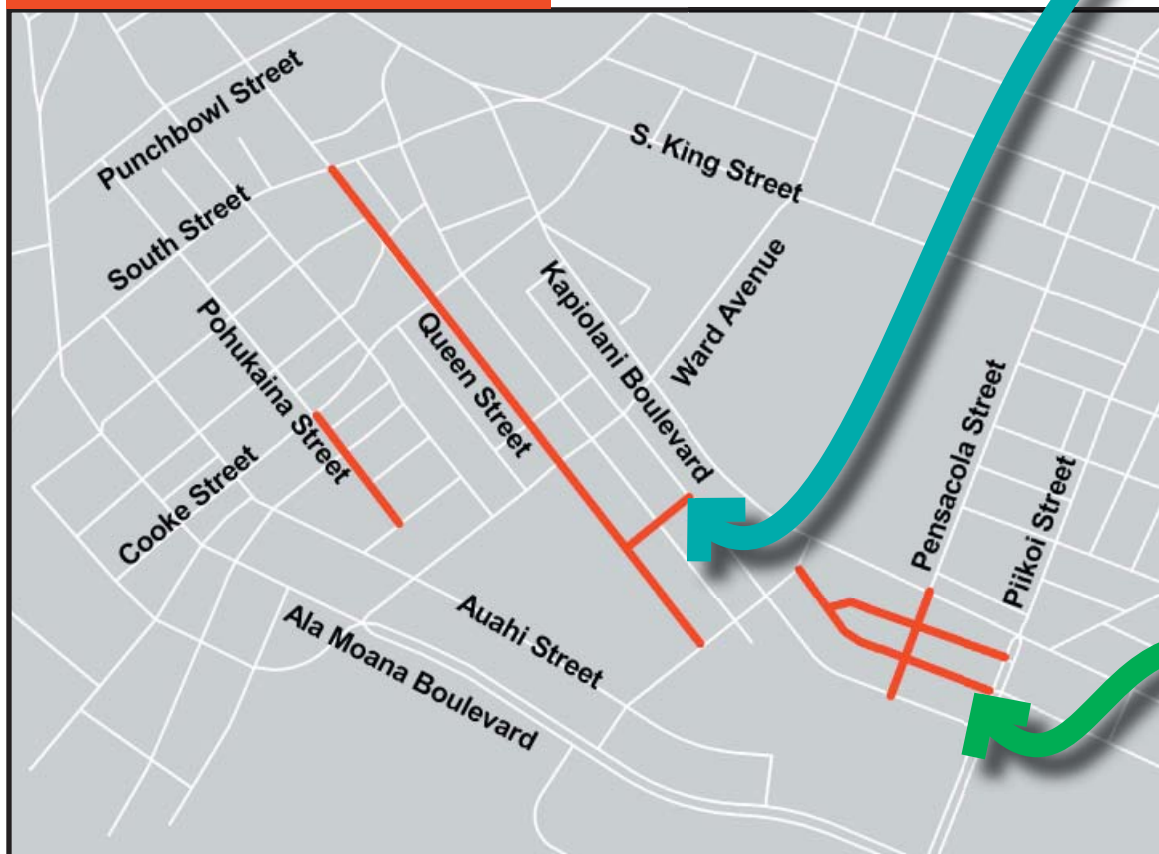 Punchbowl Street
S. King Street
South Street
Kapiolani Boulevard
Ward Avenue
Pohukaina Street
Queen Street
Pensacola Street
Piikoi Street
Cooke Street
Auahi Street
Ala Moana Boulevard